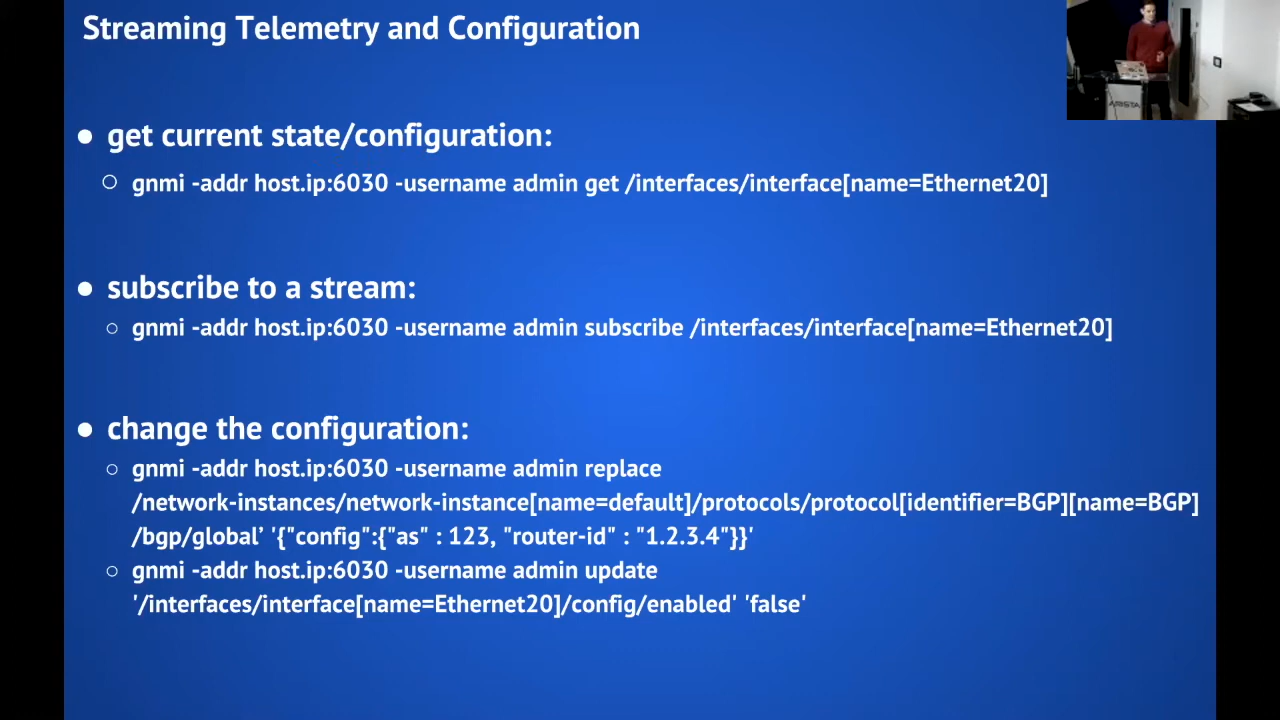 Streaming Telemetry and Configuration
ARISTA
● get current state/configuration:
○ gnmi -addr host.ip:6030 -username admin get /interfaces/interface[name=Ethernet20]
● subscribe to a stream:
○ gnmi -addr host.ip:6030 -username admin subscribe /interfaces/interface[name=Ethernet20]
● change the configuration:
○ gnmi -addr host.ip:6030 -username admin replace
/network-instances/network-instance[name=default]/protocols/protocol[identifier=BGP][name=BGP]
/bgp/global’ '{"config":{"as" : 123, "router-id" : "1.2.3.4"}}'
○ gnmi -addr host.ip:6030 -username admin update
'/interfaces/interface[name=Ethernet20]/config/enabled' 'false'